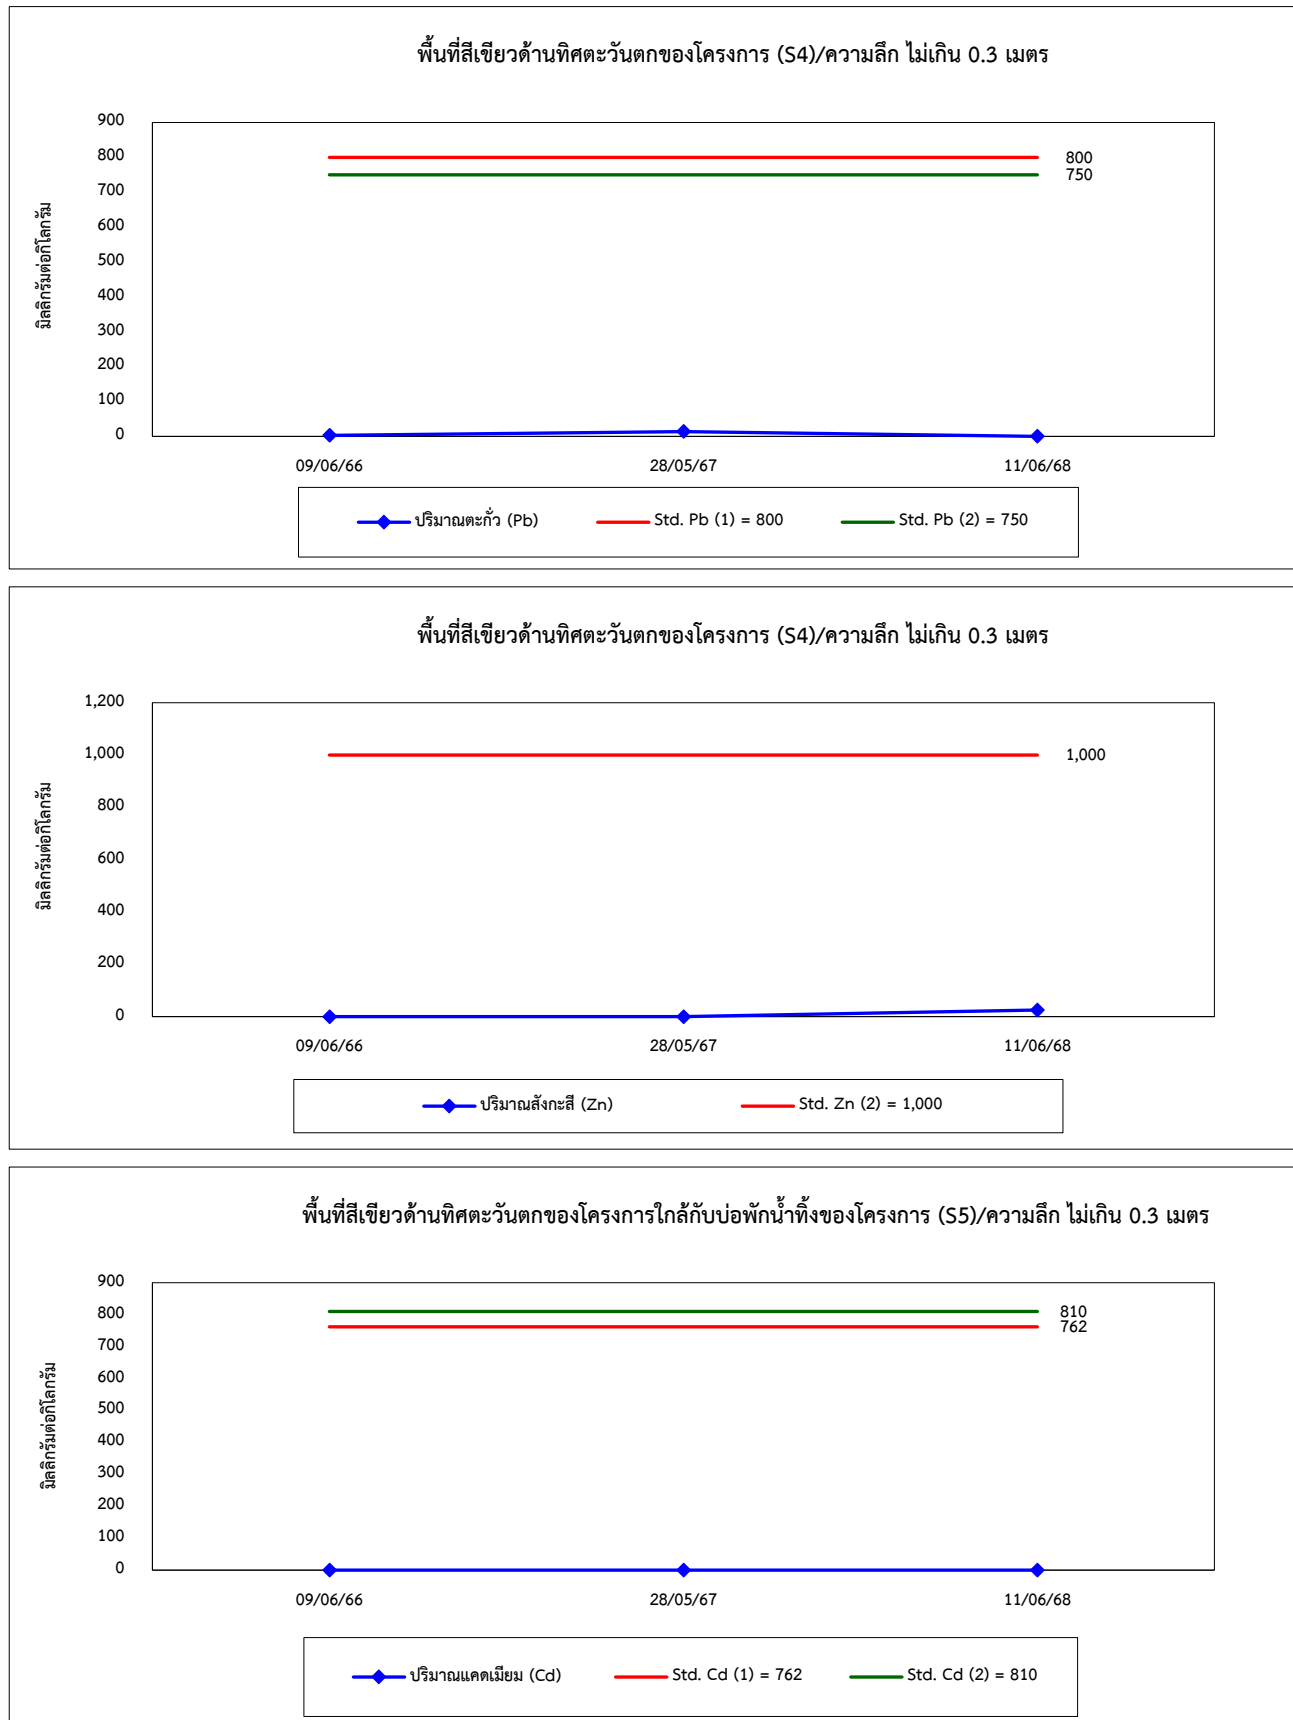 พื้นที่สีเขียวด้านทิศตะวันตกของโครงการ (S4)/ความลึก ไม่เกิน 0.3 เมตร
900
800
700
600
500
400
300
200
100
0
มิลลิกรัมต่อกิโลกรัม
800
750
09/06/66 28/05/67 11/06/68
ปริมาณตะกั่ว (Pb) Std. Pb (1) = 800 Std. Pb (2) = 750
พื้นที่สีเขียวด้านทิศตะวันตกของโครงการ (S4)/ความลึก ไม่เกิน 0.3 เมตร
1,200
1,000
800
600
400
200
0
มิลลิกรัมต่อกิโลกรัม
1,000
09/06/66 28/05/67 11/06/68
ปริมาณสังกะสี (Zn) Std. Zn (2) = 1,000
พื้นที่สีเขียวด้านทิศตะวันตกของโครงการใกล้กับบ่อพักน้ำทิ้งของโครงการ (S5)/ความลึก ไม่เกิน 0.3 เมตร
900
800
700
600
500
400
300
200
100
0
มิลลิกรัมต่อกิโลกรัม
810
762
09/06/66 28/05/67 11/06/68
ปริมาณแคดเมียม (Cd) Std. Cd (1) = 762 Std. Cd (2) = 810